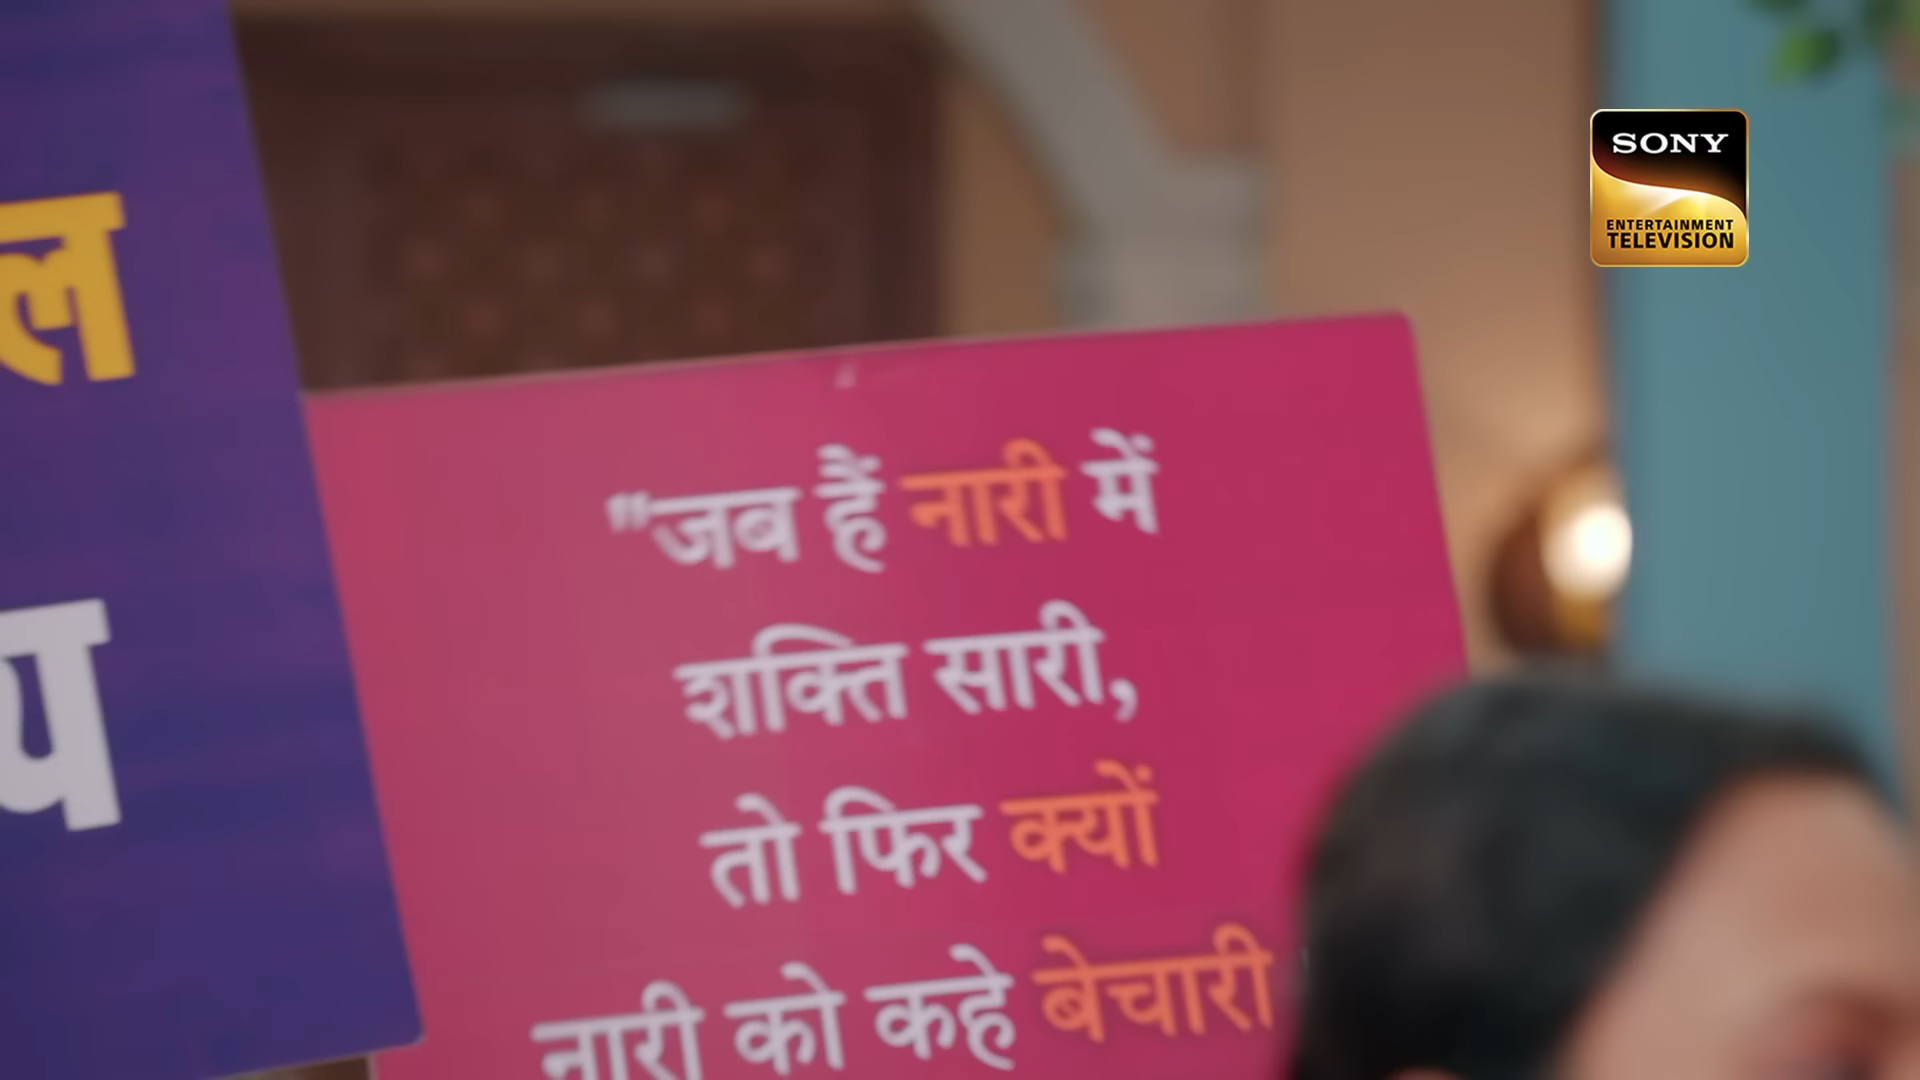 ल
य
"जब हैं नारी में
शक्ति सारी,
तो फिर क्यों
नारी को कहे बेचारी
SONY
ENTERTAINMENT
TELEVISION